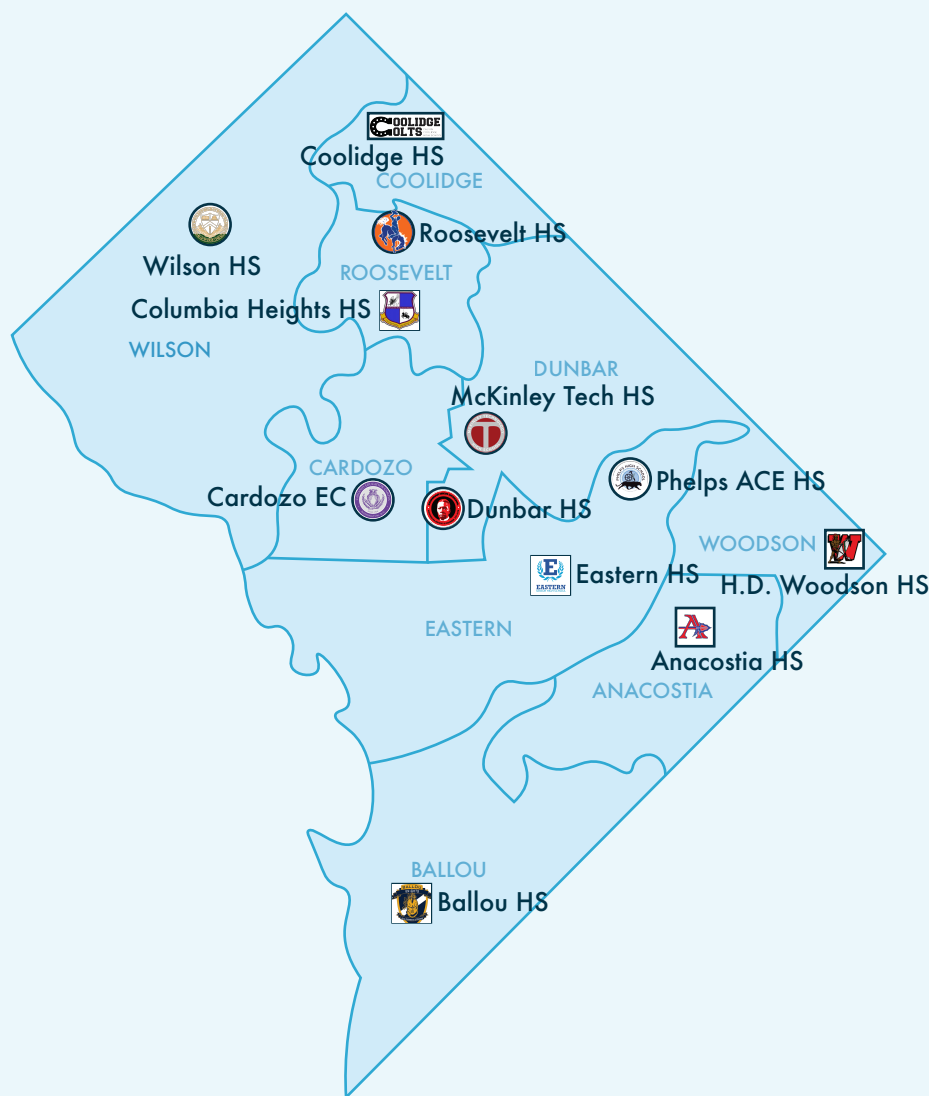 COOLIDGE
COLTS
Coolidge HS
COOLIDGE
Roosevelt HS
Wilson HS
ROOSEVELT
Columbia Heights HS
WILSON
DUNBAR
McKinley Tech HS
CARDOZO
Cardozo EC
Dunbar HS
Phelps ACE HS
WOODSON
W
H.D. Woodson HS
E
EASTERN
Eastern HS
EASTERN
A
Anacostia HS
ANACOSTIA
BALLOU
Ballou HS